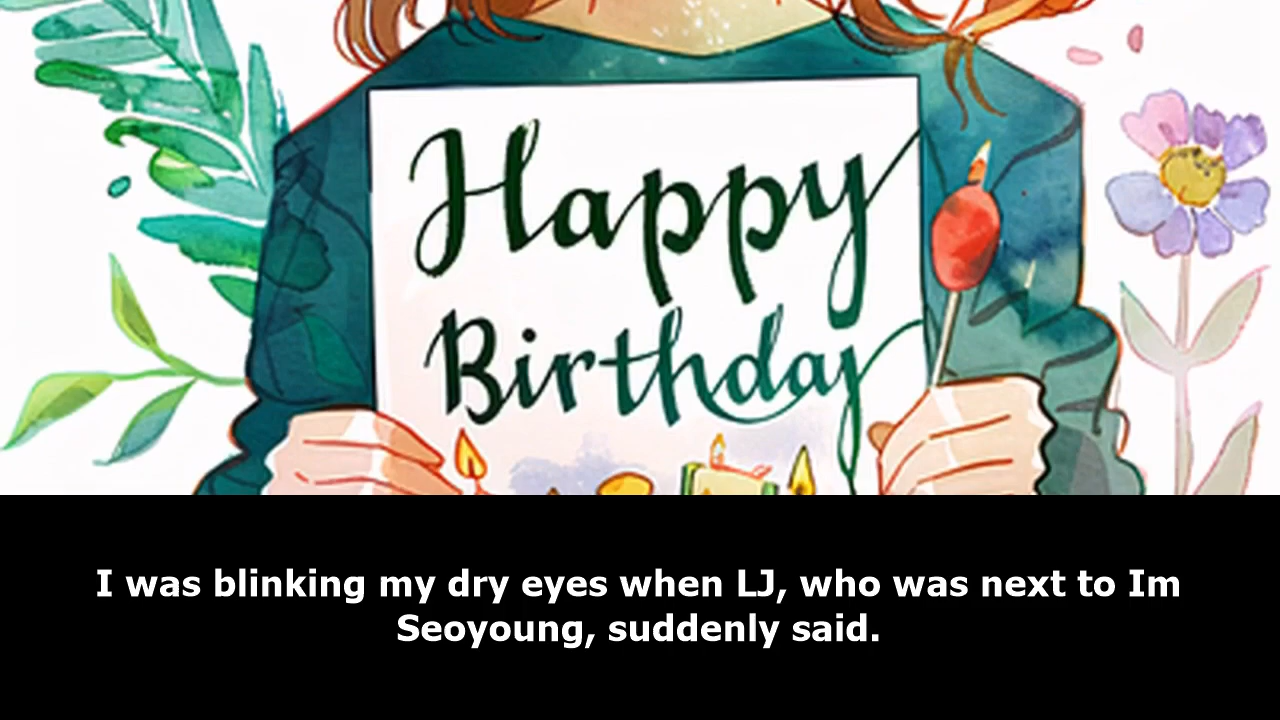 Happy
Birthday
I was blinking my dry eyes when LJ, who was next to Im
Seoyoung, suddenly said.